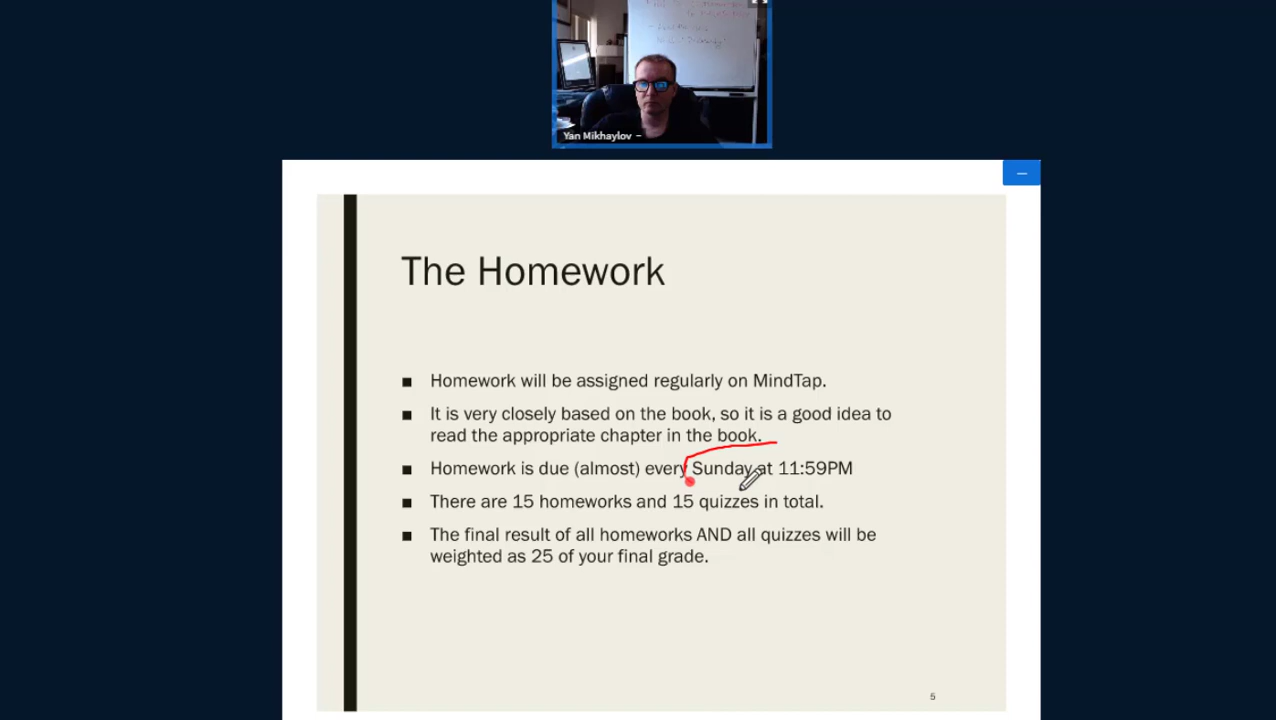 Yan Mikhaylov
The Homework
■ Homework will be assigned regularly on MindTap.
■ It is very closely based on the book, so it is a good idea to
read the appropriate chapter in the book.
■ Homework is due (almost) every Sunday at 11:59PM
■ There are 15 homeworks and 15 quizzes in total.
■ The final result of all homeworks AND all quizzes will be
weighted as 25 of your final grade.
5